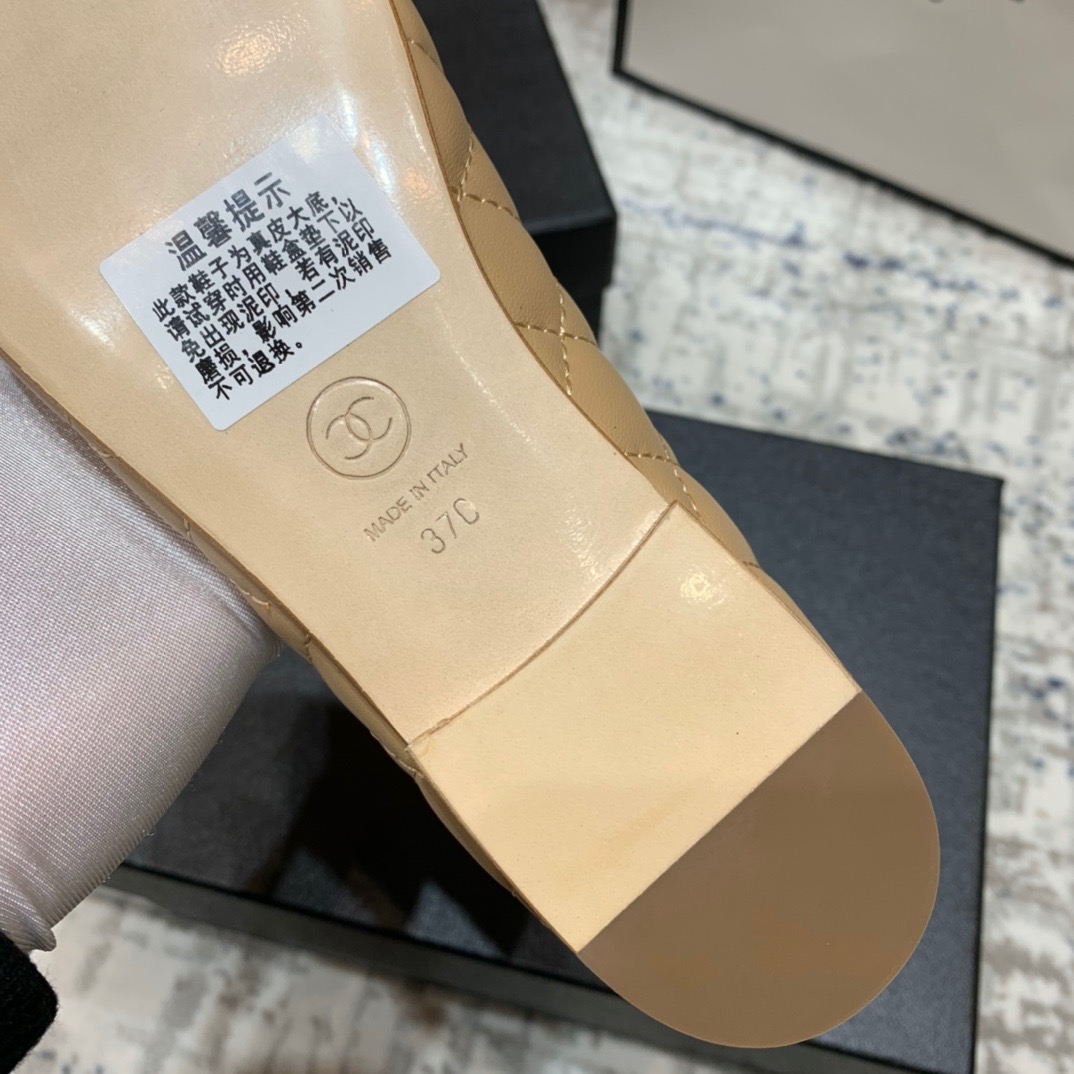 温馨提示
此款鞋子为真皮大底，
请试穿时用鞋盒垫下以
免出现泥印，若有泥印
磨损，影响第二次销售
不可退换。
MADE IN ITALY
37C